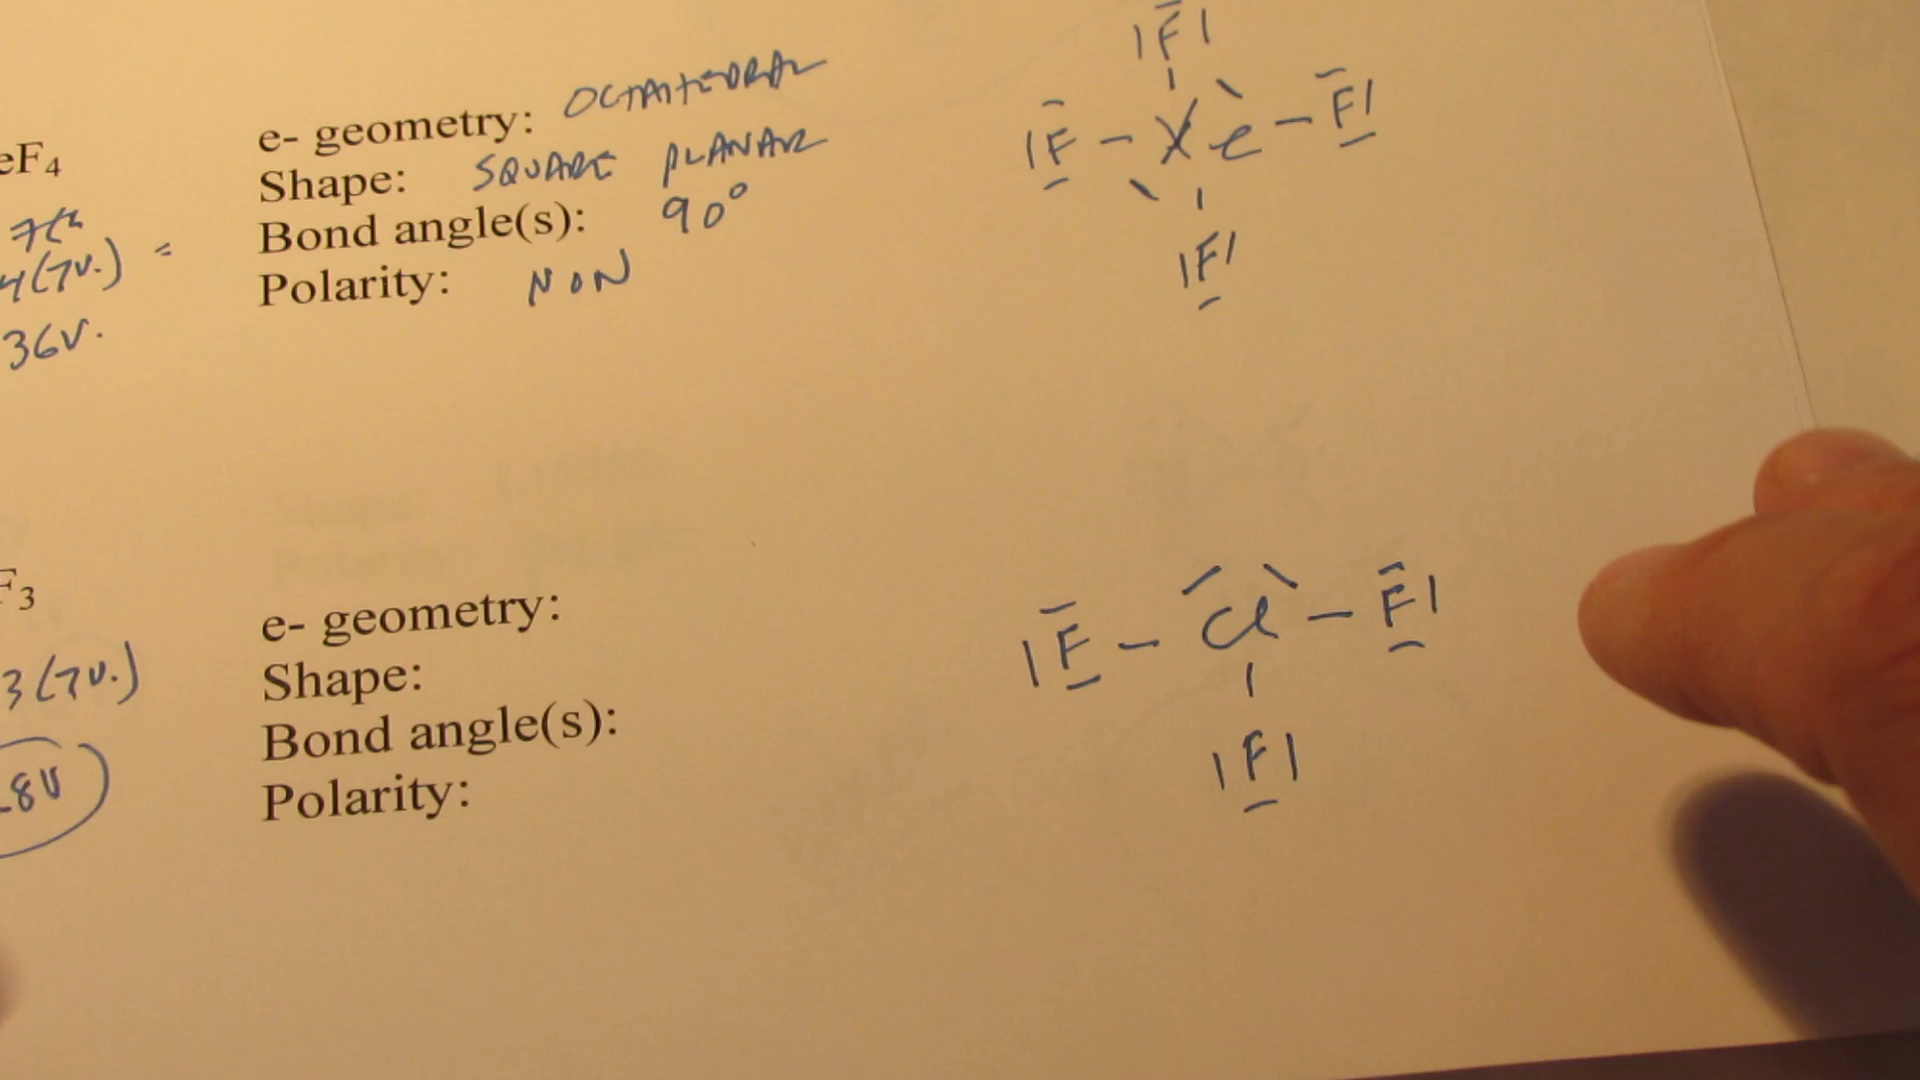 eF4
e- geometry: OCTAHEDRAL
Shape: SQUARE PLANAR
Bond angle(s): 90°
Polarity: NON
4(7v.) =
36v.
|F|
|F - Xe - F|
|F|
F3
3(7v.)
28v
e- geometry:
Shape:
Bond angle(s):
Polarity:
|F - Cl - F|
|F|